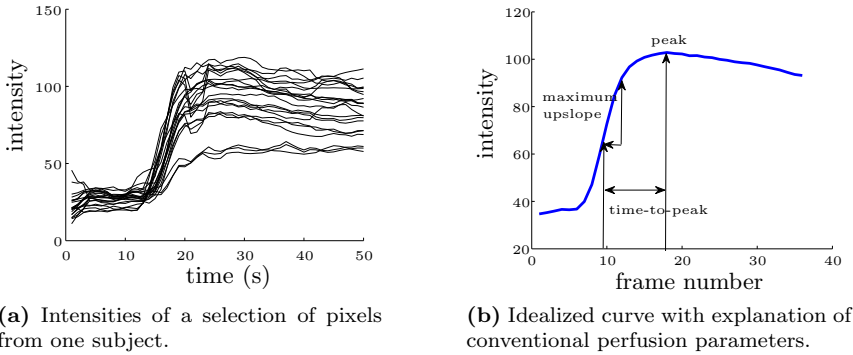 150
100
50
0
intensity
0 10 20 30 40 50
time (s)
(a) Intensities of a selection of pixels
from one subject.
120
100
80
60
40
20
intensity
peak
maximum
upslope
time-to-peak
0 10 20 30 40
frame number
(b) Idealized curve with explanation of
conventional perfusion parameters.